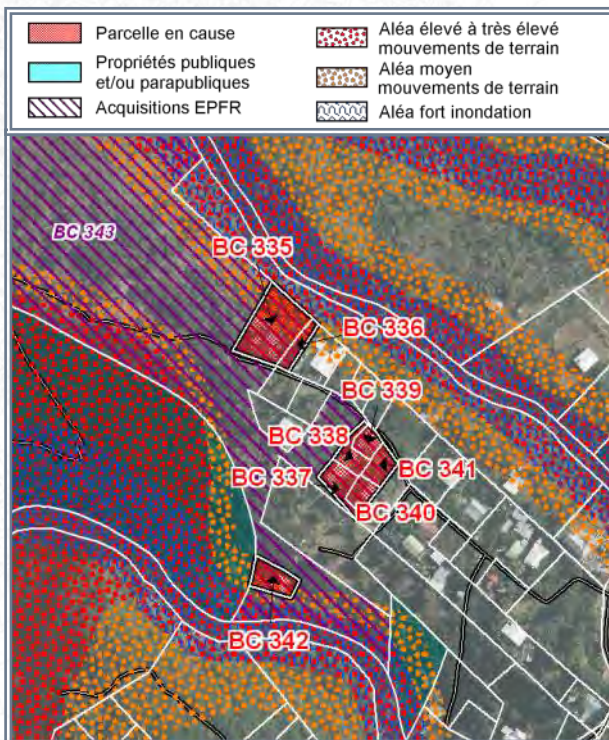 Parcelle en cause
Propriétés publiques
et/ou parapubliques
Acquisitions EPFR
Aléa élevé à très élevé
mouvements de terrain
Aléa moyen
mouvements de terrain
Aléa fort inondation
BC 343
BC 335
BC 336
BC 339
BC 338
BC 341
BC 337
BC 340
BC 342